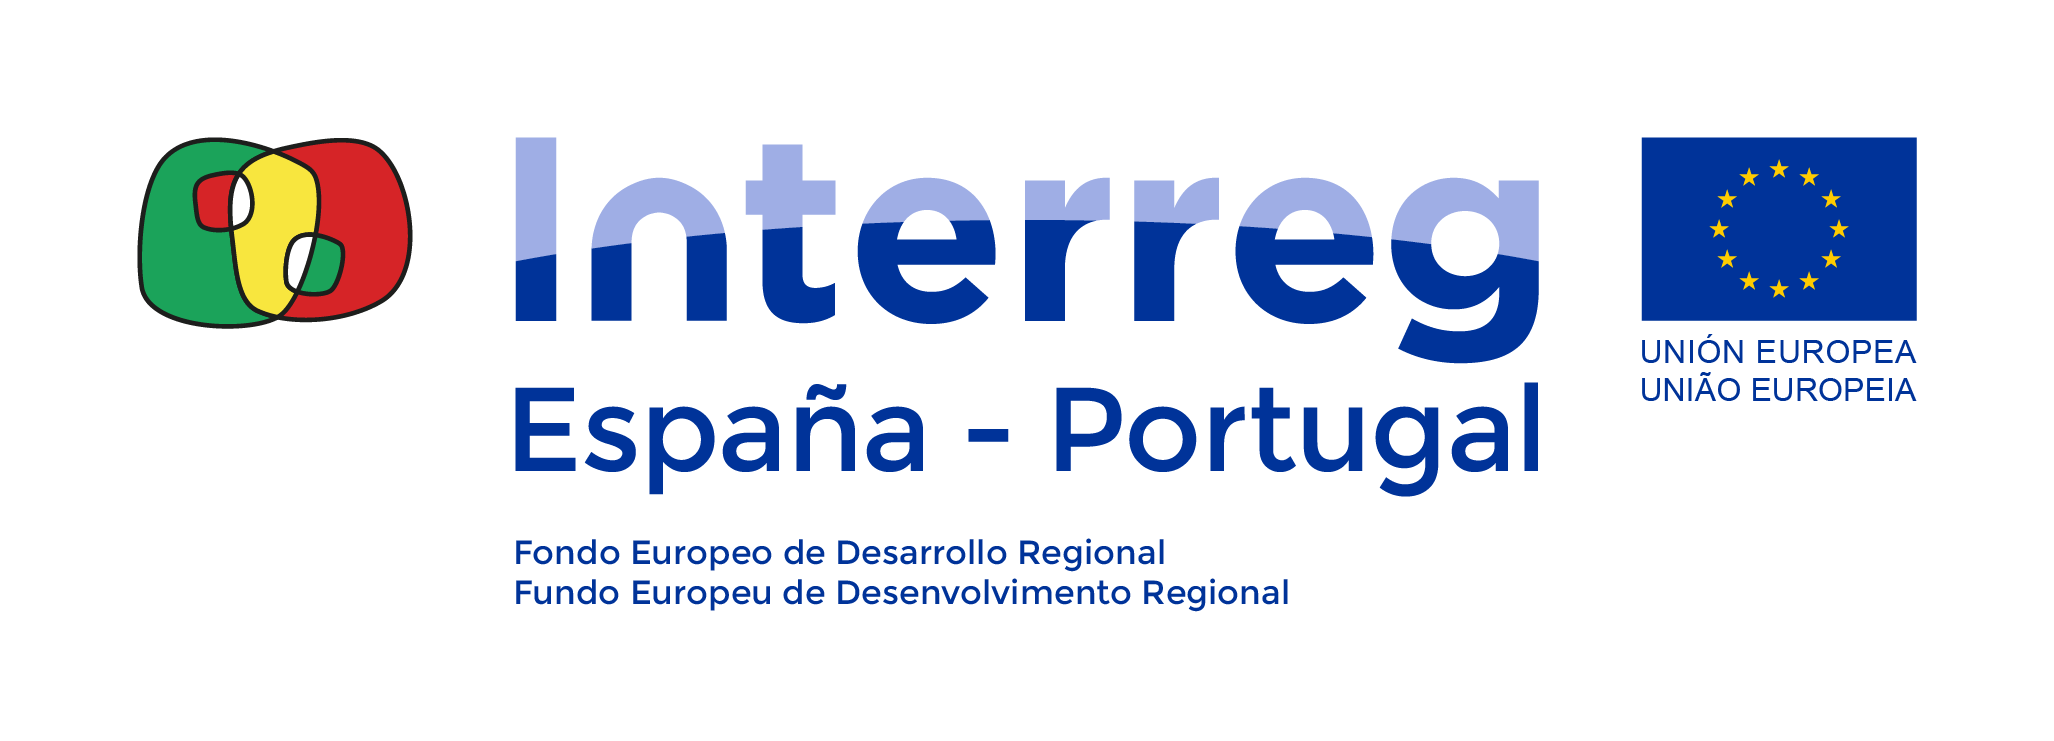 Interreg
España - Portugal
Fondo Europeo de Desarrollo Regional
Fundo Europeu de Desenvolvimento Regional
UNIÓN EUROPEA
UNIÃO EUROPEIA